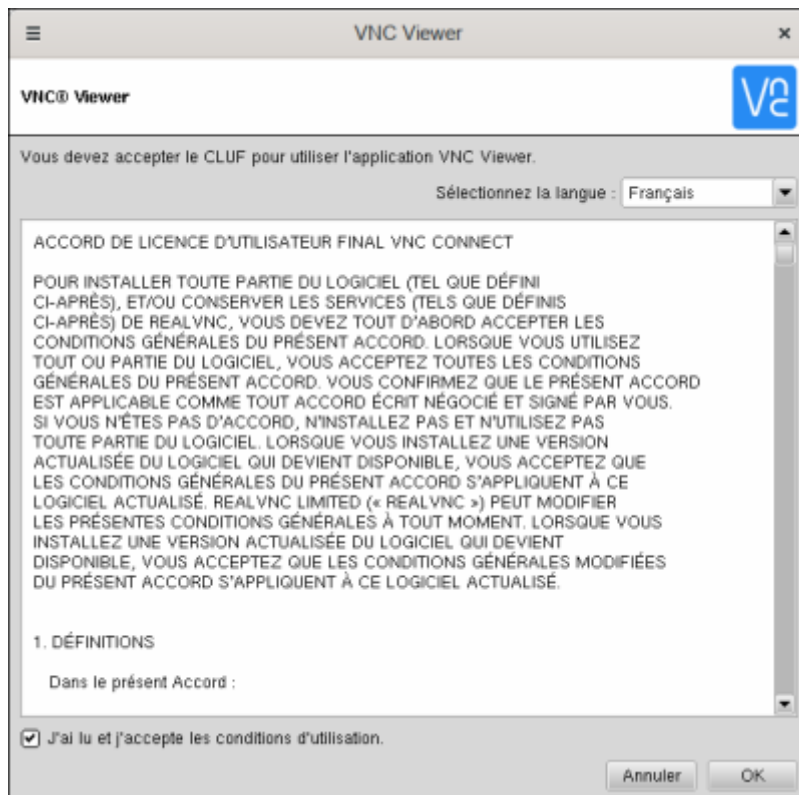 VNC Viewer
VNC® Viewer
VNC
Vous devez accepter le CLUF pour utiliser l'application VNC Viewer.
Sélectionnez la langue : Français
ACCORD DE LICENCE D'UTILISATEUR FINAL VNC CONNECT
POUR INSTALLER TOUTE PARTIE DU LOGICIEL (TEL QUE DÉFINI
CI-APRÈS), ET/OU CONSERVER LES SERVICES (TELS QUE DÉFINIS
CI-APRÈS) DE REALVNC, VOUS DEVEZ TOUT D'ABORD ACCEPTER LES
CONDITIONS GÉNÉRALES DU PRÉSENT ACCORD. LORSQUE VOUS UTILISEZ
TOUT OU PARTIE DU LOGICIEL, VOUS ACCEPTEZ TOUTES LES CONDITIONS
GÉNÉRALES DU PRÉSENT ACCORD. VOUS CONFIRMEZ QUE LE PRÉSENT ACCORD
EST APPLICABLE COMME TOUT ACCORD ÉCRIT NÉGOCIÉ ET SIGNÉ PAR VOUS.
SI VOUS N'ÊTES PAS D'ACCORD, N'INSTALLEZ PAS ET N'UTILISEZ PAS
TOUTE PARTIE DU LOGICIEL. LORSQUE VOUS INSTALLEZ UNE VERSION
ACTUALISÉE DU LOGICIEL QUI DEVIENT DISPONIBLE, VOUS ACCEPTEZ QUE
LES CONDITIONS GÉNÉRALES DU PRÉSENT ACCORD S'APPLIQUENT À CE
LOGICIEL ACTUALISÉ. REALVNC LIMITED (« REALVNC ») PEUT MODIFIER
LES PRÉSENTES CONDITIONS GÉNÉRALES À TOUT MOMENT. LORSQUE VOUS
INSTALLEZ UNE VERSION ACTUALISÉE DU LOGICIEL QUI DEVIENT
DISPONIBLE, VOUS ACCEPTEZ QUE LES CONDITIONS GÉNÉRALES MODIFIÉES
DU PRÉSENT ACCORD S'APPLIQUENT À CE LOGICIEL ACTUALISÉ.
1. DÉFINITIONS
Dans le présent Accord :
J'ai lu et j'accepte les conditions d'utilisation.
Annuler OK